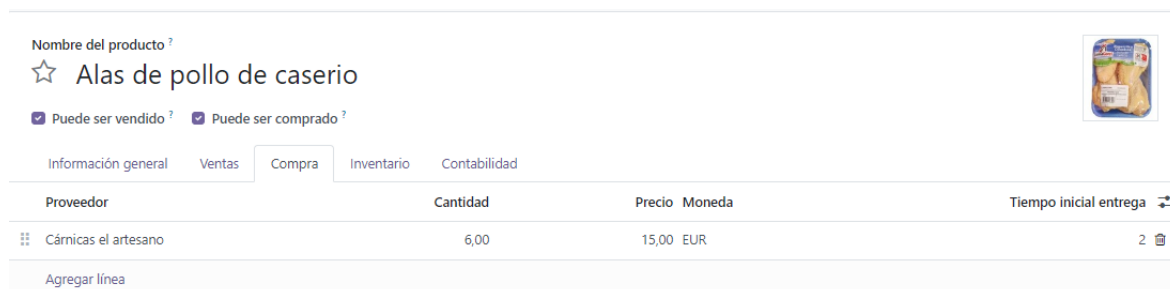 Nombre del producto ?
Alas de pollo de caserio
Puede ser vendido ? Puede ser comprado ?
Información general Ventas Compra Inventario Contabilidad
Proveedor Cantidad Precio Moneda Tiempo inicial entrega
Cárnicas el artesano 6,00 15,00 EUR 2
Agregar línea